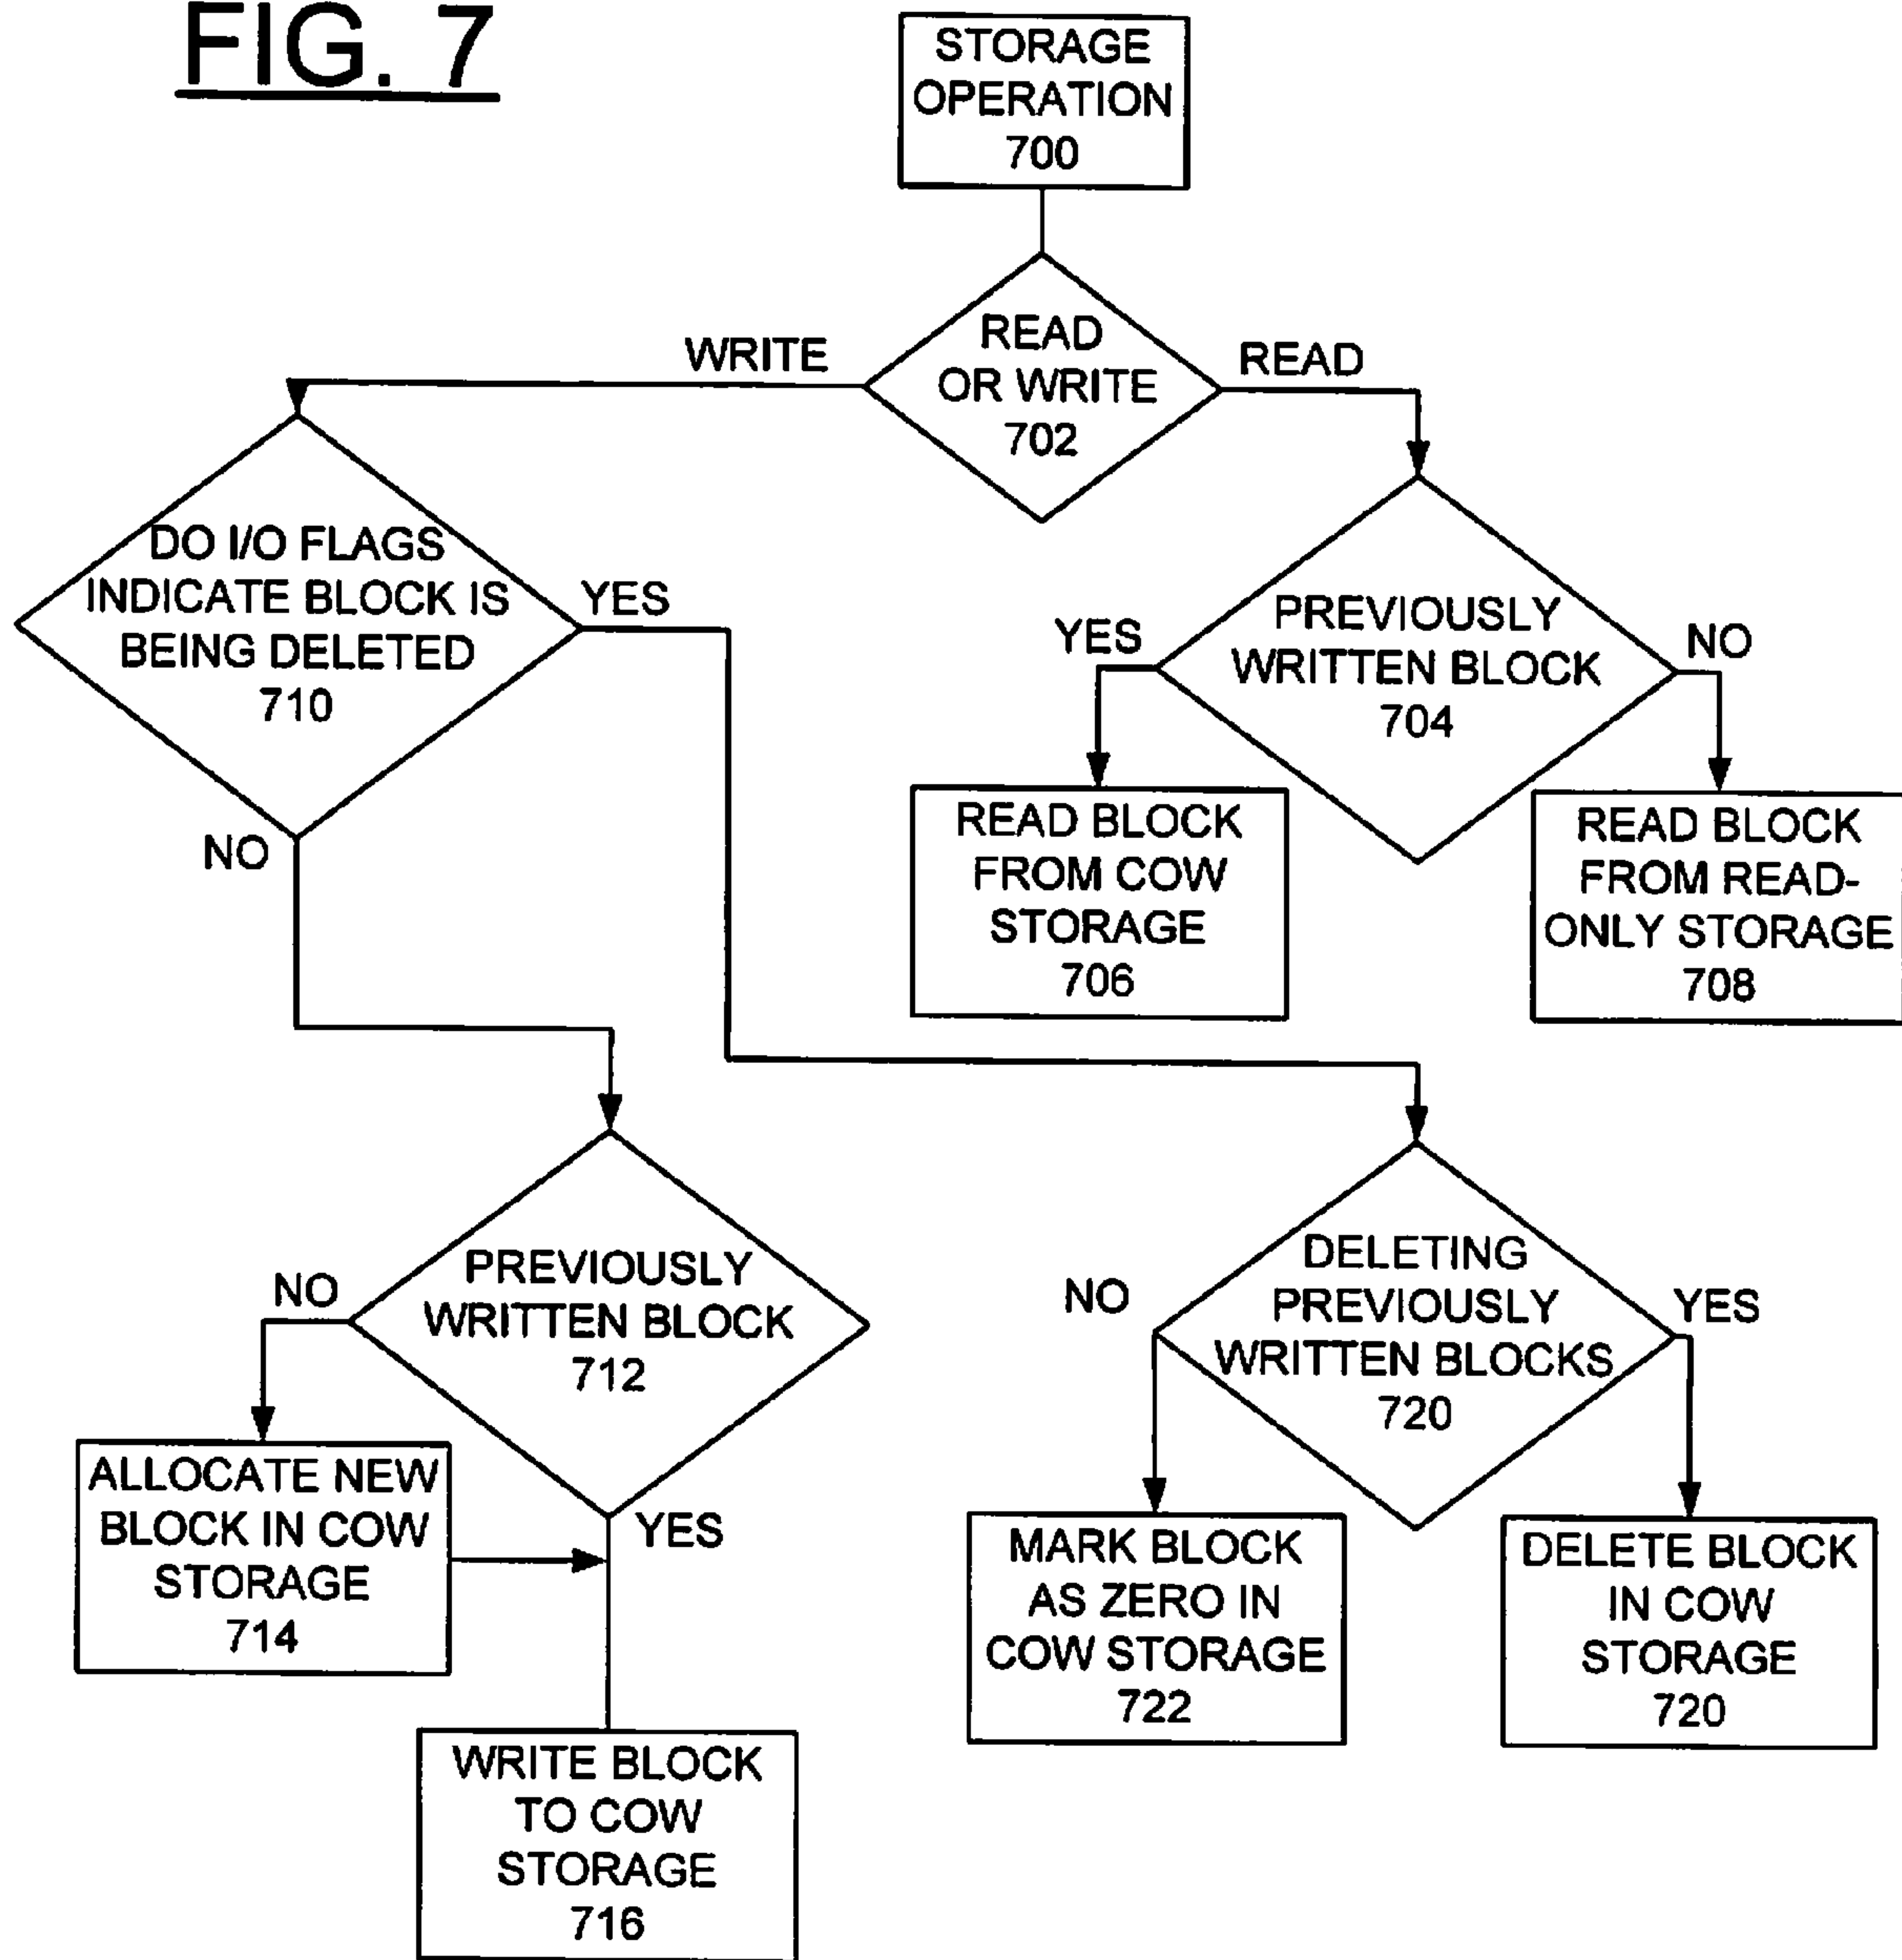 FIG. 7
STORAGE
OPERATION
700
READ
OR WRITE
702
WRITE
READ
DO I/O FLAGS
INDICATE BLOCK IS
BEING DELETED
710
YES
NO
PREVIOUSLY
WRITTEN BLOCK
704
YES
NO
READ BLOCK
FROM COW
STORAGE
706
READ BLOCK
FROM READ-
ONLY STORAGE
708
PREVIOUSLY
WRITTEN BLOCK
712
NO
YES
ALLOCATE NEW
BLOCK IN COW
STORAGE
714
WRITE BLOCK
TO COW
STORAGE
716
DELETING
PREVIOUSLY
WRITTEN BLOCKS
720
NO
YES
MARK BLOCK
AS ZERO IN
COW STORAGE
722
DELETE BLOCK
IN COW
STORAGE
720